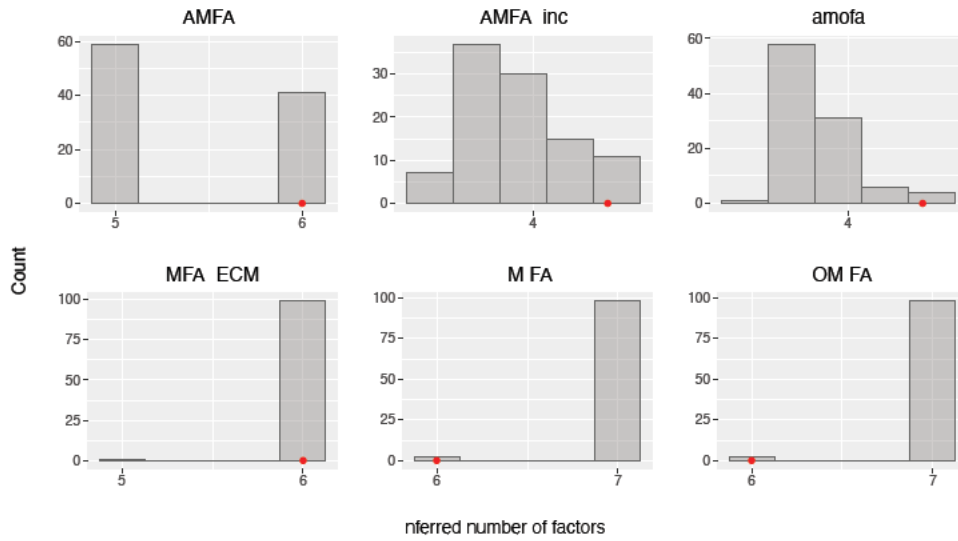 AMFA AMFA inc amofa
60 30 60
40 20 40
20 10 20
0 0 0
5 6 4 4
Count
MFA ECM M FA OM FA
100 100 100
75 75 75
50 50 50
25 25 25
0 0 0
5 6 6 7 6 7
nferred number of factors